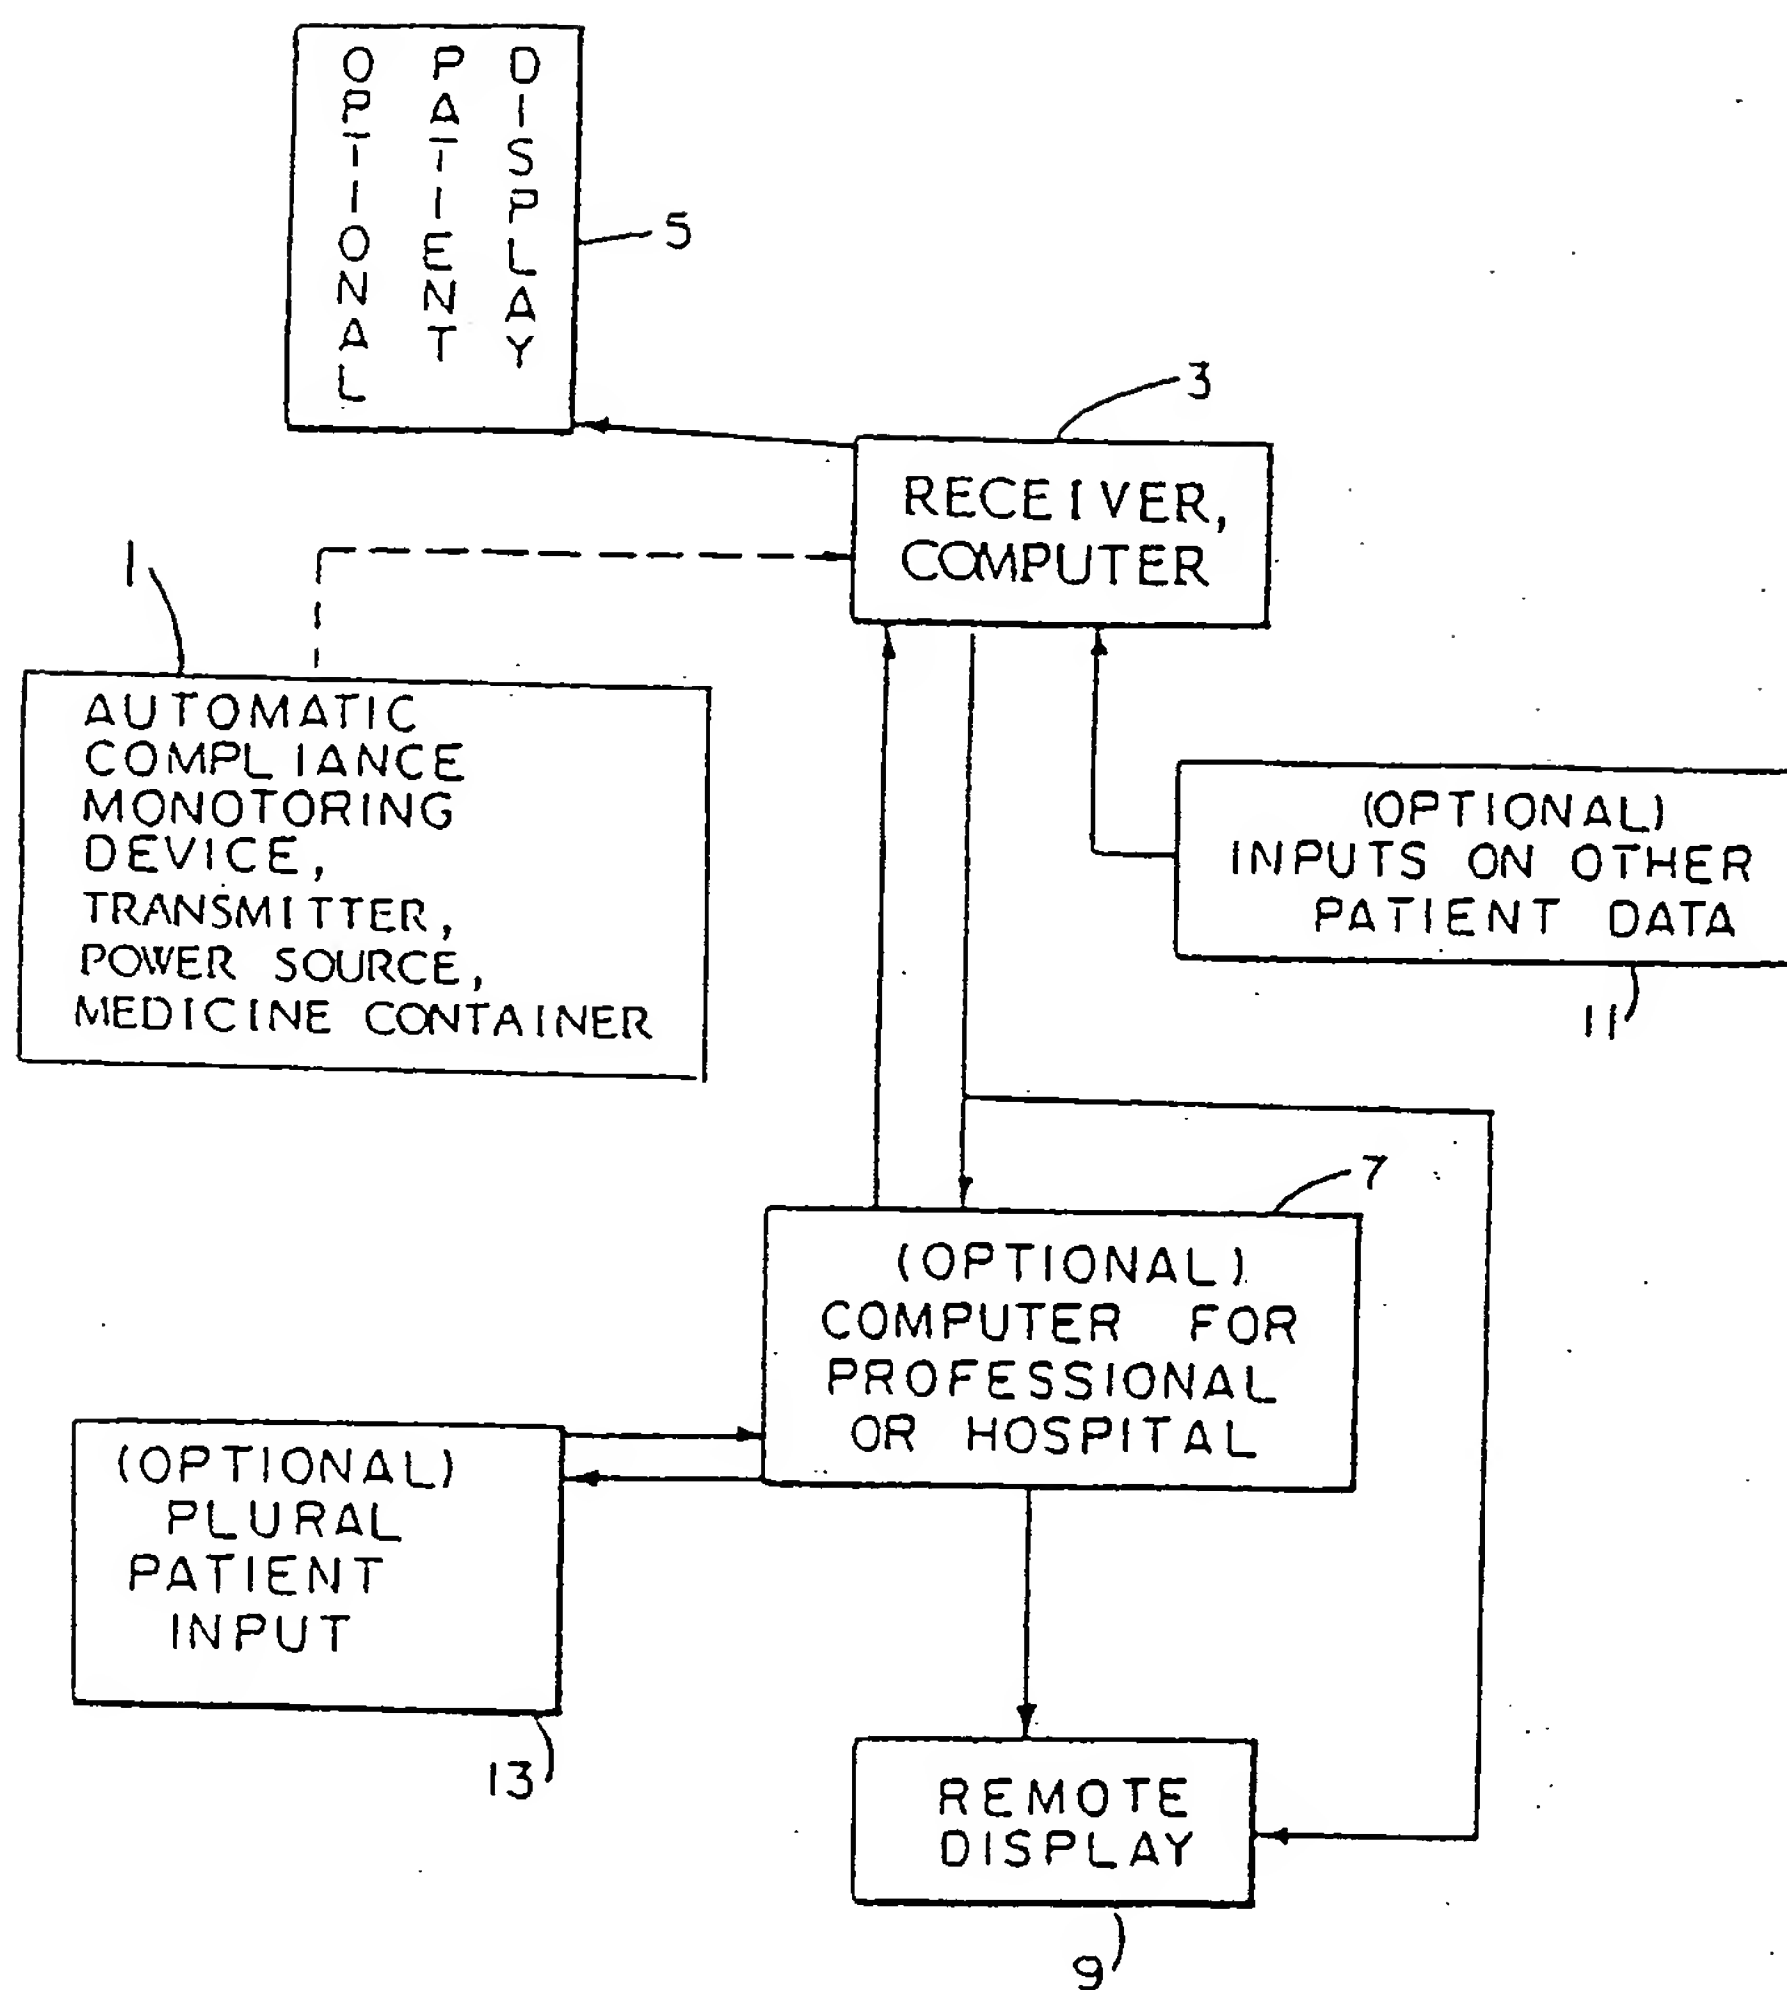 OPTIONAL
PATIENT
DISPLAY
5
3
RECEIVER,
COMPUTER
1
AUTOMATIC
COMPLIANCE
MONOTORING
DEVICE,
TRANSMITTER,
POWER SOURCE,
MEDICINE CONTAINER
(OPTIONAL)
INPUTS ON OTHER
PATIENT DATA
11
7
(OPTIONAL)
COMPUTER FOR
PROFESSIONAL
OR HOSPITAL
(OPTIONAL)
PLURAL
PATIENT
INPUT
13
REMOTE
DISPLAY
9